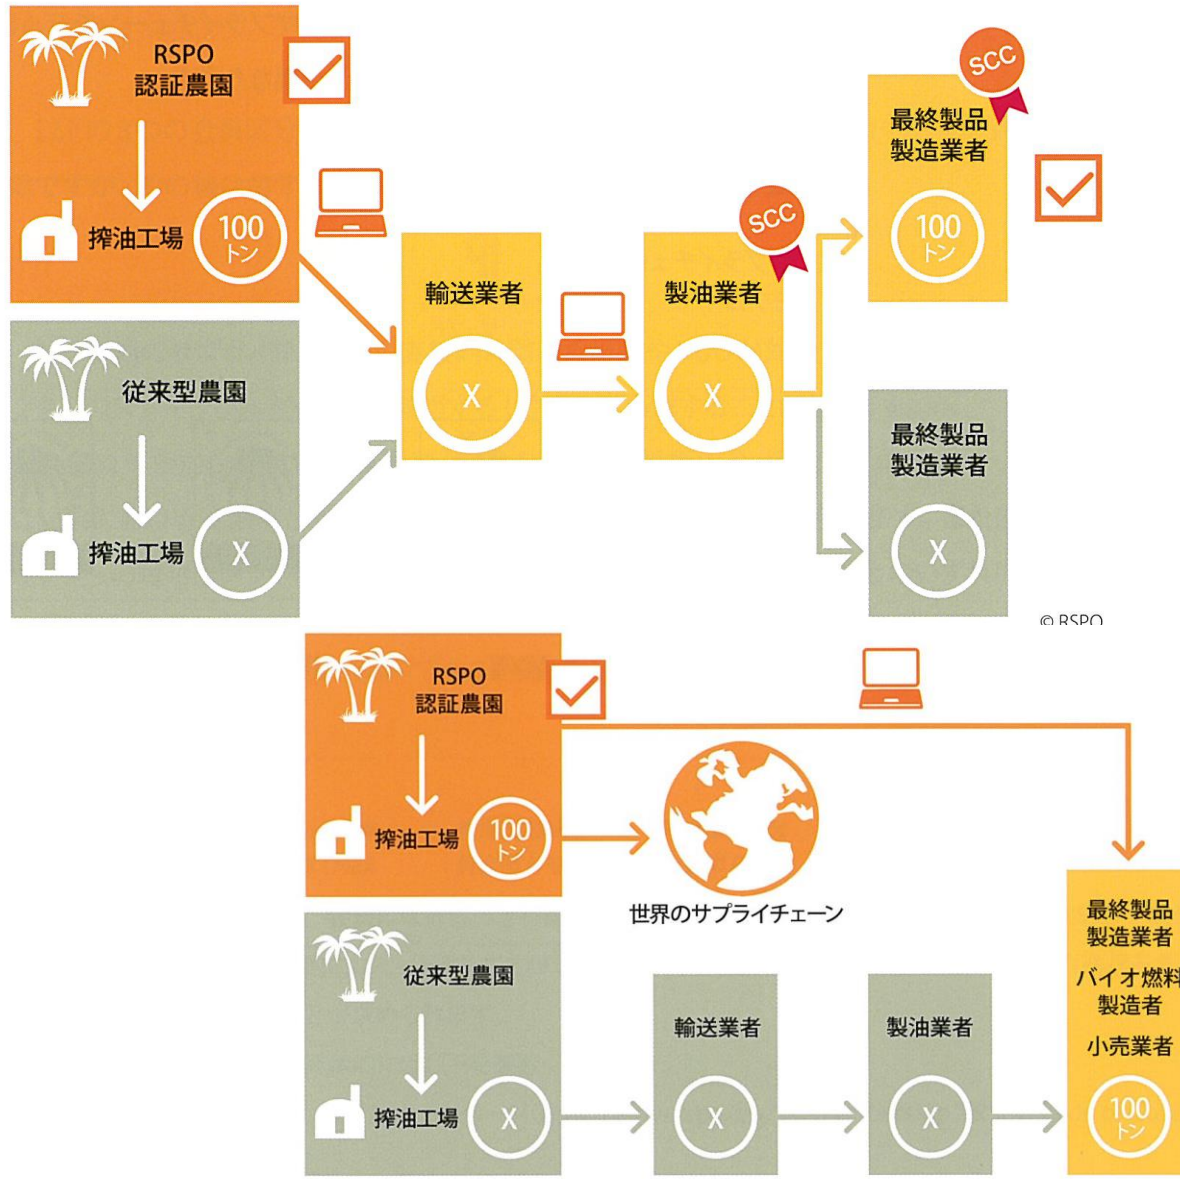 RSPO
認証農園
搾油工場
100
トン
従来型農園
搾油工場
X
輸送業者
X
製油業者
X
SCC
最終製品
製造業者
100
トン
SCC
最終製品
製造業者
X
© RSPO
RSPO
認証農園
搾油工場
100
トン
世界のサプライチェーン
従来型農園
搾油工場
X
輸送業者
X
製油業者
X
最終製品
製造業者
バイオ燃料
製造者
小売業者
100
トン